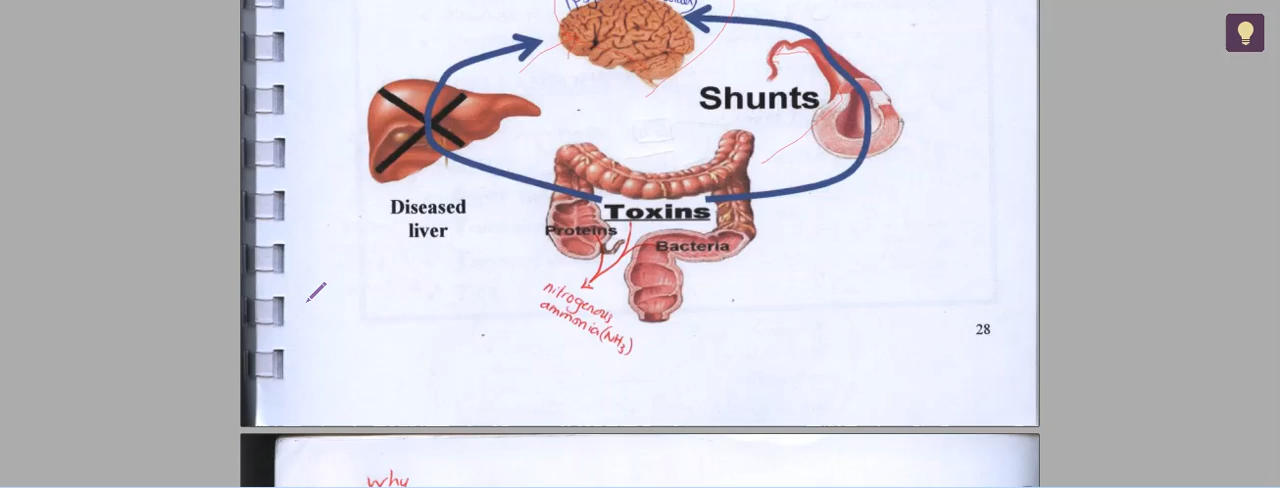 Shunts
Diseased
liver
Toxins
Proteins
Bacteria
nitrogenous
ammonia (NH3)
28
why